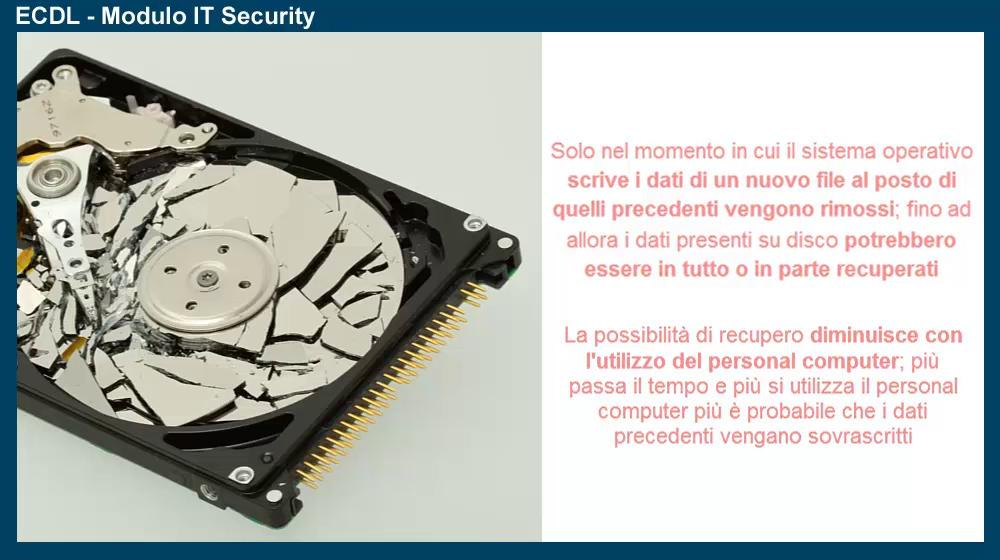 ECDL - Modulo IT Security
29176
Solo nel momento in cui il sistema operativo
scrive i dati di un nuovo file al posto di
quelli precedenti vengono rimossi; fino ad
allora i dati presenti su disco potrebbero
essere in tutto o in parte recuperati
La possibilità di recupero diminuisce con
l'utilizzo del personal computer; più
passa il tempo e più si utilizza il personal
computer più è probabile che i dati
precedenti vengano sovrascritti